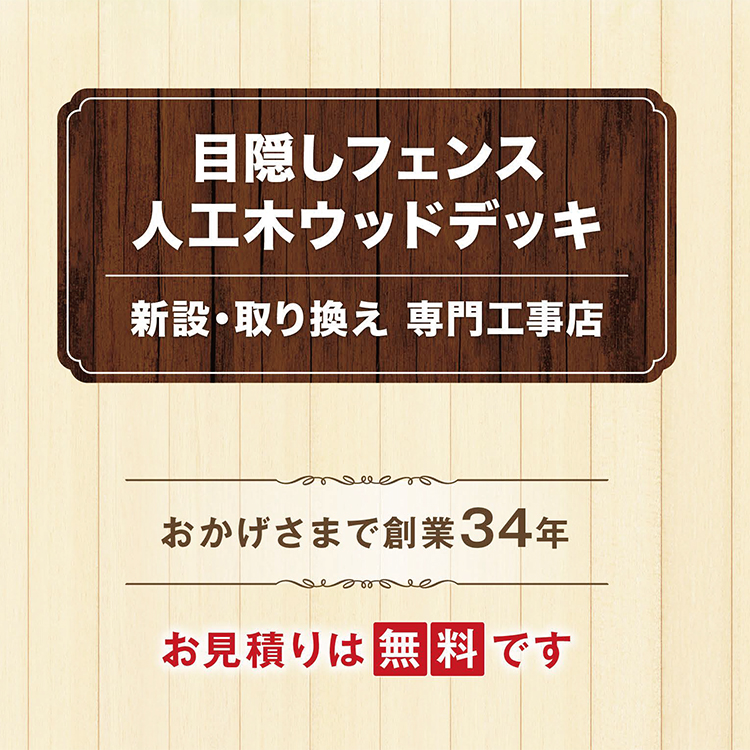 目隠しフェンス
人工木ウッドデッキ
新設・取り換え 専門工事店
おかげさまで創業34年
お見積りは無料です